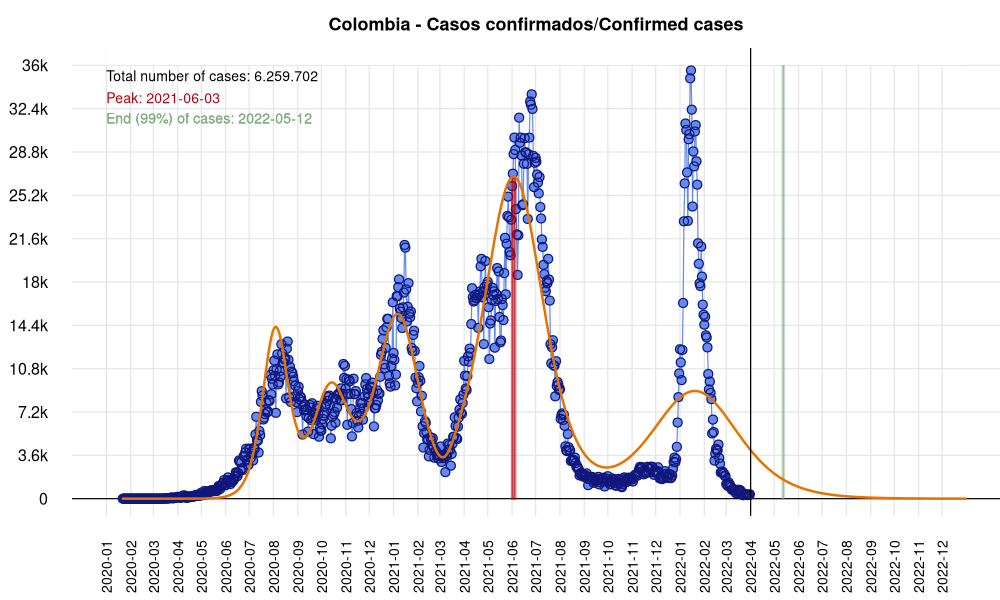 Colombia - Casos confirmados/Confirmed cases
Total number of cases: 6.259.702
Peak: 2021-06-03
End (99%) of cases: 2022-05-12
36k
32.4k
28.8k
25.2k
21.6k
18k
14.4k
10.8k
7.2k
3.6k
0
2020-01
2020-02
2020-03
2020-04
2020-05
2020-06
2020-07
2020-08
2020-09
2020-10
2020-11
2020-12
2021-01
2021-02
2021-03
2021-04
2021-05
2021-06
2021-07
2021-08
2021-09
2021-10
2021-11
2021-12
2022-01
2022-02
2022-03
2022-04
2022-05
2022-06
2022-07
2022-08
2022-09
2022-10
2022-11
2022-12